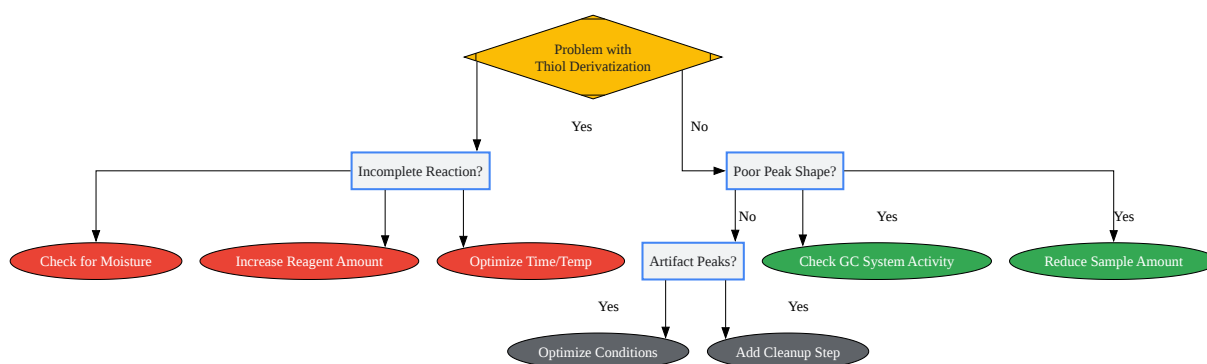 Problem with
Thiol Derivatization
Yes
No
Incomplete Reaction?
Poor Peak Shape?
No
Yes
Yes
Check for Moisture
Increase Reagent Amount
Optimize Time/Temp
Artifact Peaks?
Check GC System Activity
Reduce Sample Amount
Yes
Yes
Optimize Conditions
Add Cleanup Step